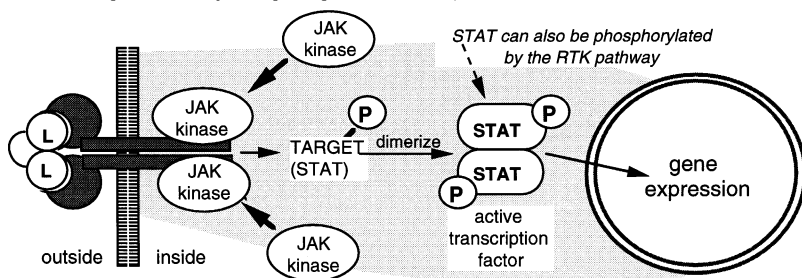 JAK
kinase
STAT can also be phosphorylated
by the RTK pathway
JAK
kinase
L
L
JAK
kinase
TARGET
(STAT)
P
dimerize
STAT
P
STAT
P
active
transcription
factor
gene
expression
JAK
kinase
outside
inside